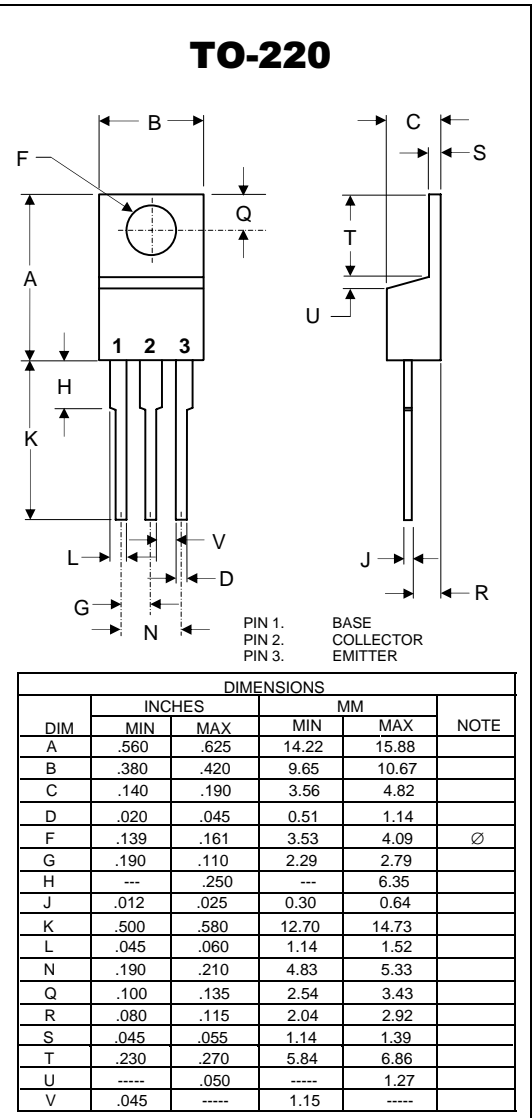 TO-220
B
C
F
S
Q
T
A
U
1 2 3
H
K
V
L
J
D
R
G
N
PIN 1. BASE
PIN 2. COLLECTOR
PIN 3. EMITTER
DIMENSIONS
INCHES MM
DIM MIN MAX MIN MAX NOTE
A .560 .625 14.22 15.88
B .380 .420 9.65 10.67
C .140 .190 3.56 4.82
D .020 .045 0.51 1.14
F .139 .161 3.53 4.09 ∅
G .190 .110 2.29 2.79
H --- .250 --- 6.35
J .012 .025 0.30 0.64
K .500 .580 12.70 14.73
L .045 .060 1.14 1.52
N .190 .210 4.83 5.33
Q .100 .135 2.54 3.43
R .080 .115 2.04 2.92
S .045 .055 1.14 1.39
T .230 .270 5.84 6.86
U ----- .050 ----- 1.27
V .045 ----- 1.15 -----